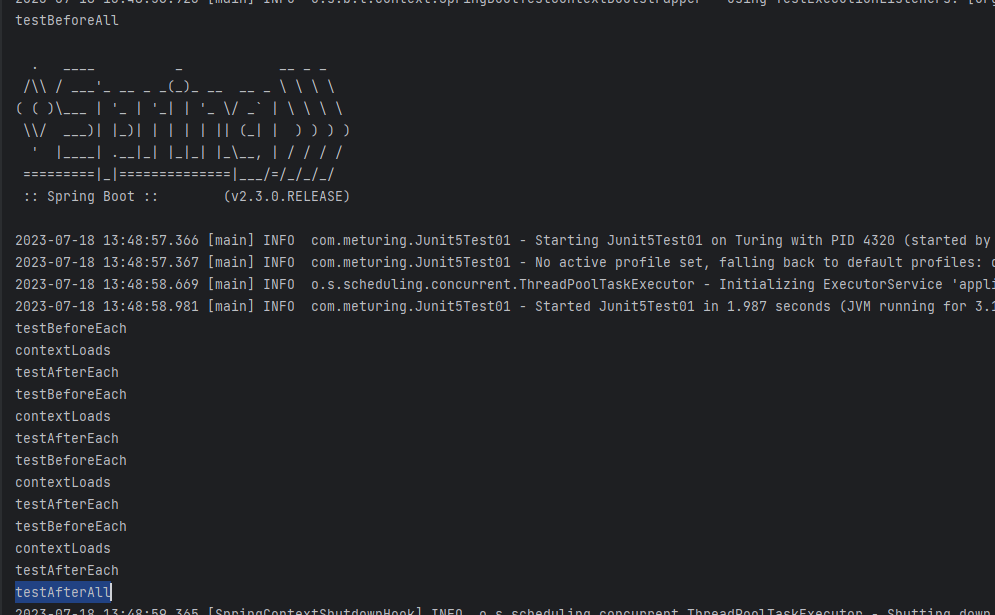 2023-07-18 13:48:56.926 [main] INFO o.s.b.t.context.SpringBootTestContextBootstrapper - Using TestExecutionListeners: [org
testBeforeAll
  .   ____          _            __ _ _
 /\\ / ___'_ __ _ _(_)_ __  __ _ \ \ \ \
( ( )\___ | '_ | '_| | '_ \/ _` | \ \ \ \
 \\/  ___)| |_)| | | | | || (_| |  ) ) ) )
  '  |____| .__|_| |_|_| |_\__, | / / / /
 =========|_|==============|___/=/_/_/_/
 :: Spring Boot ::        (v2.3.0.RELEASE)
2023-07-18 13:48:57.366 [main] INFO  com.meturing.Junit5Test01 - Starting Junit5Test01 on Turing with PID 4320 (started by
2023-07-18 13:48:57.367 [main] INFO  com.meturing.Junit5Test01 - No active profile set, falling back to default profiles: d
2023-07-18 13:48:58.669 [main] INFO  o.s.scheduling.concurrent.ThreadPoolTaskExecutor - Initializing ExecutorService 'appli
2023-07-18 13:48:58.981 [main] INFO  com.meturing.Junit5Test01 - Started Junit5Test01 in 1.987 seconds (JVM running for 3.1
testBeforeEach
contextLoads
testAfterEach
testBeforeEach
contextLoads
testAfterEach
testBeforeEach
contextLoads
testAfterEach
testBeforeEach
contextLoads
testAfterEach
testAfterAll
2023-07-18 13:48:59.365 [SpringContextShutdownHook] INFO  o.s.scheduling.concurrent.ThreadPoolTaskExecutor - Shutting down